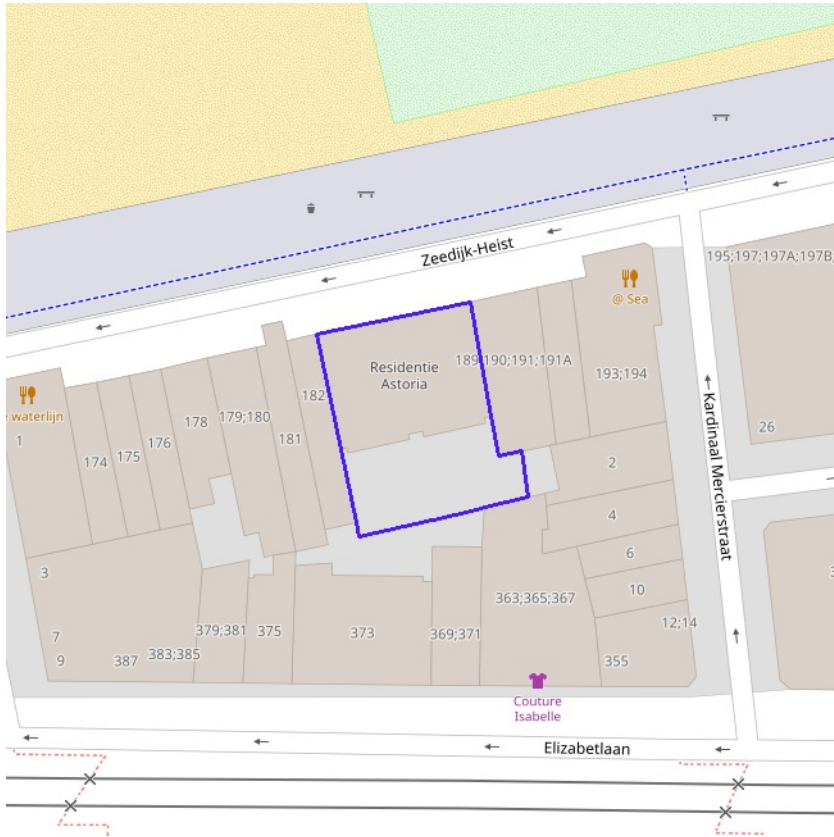 Zeedijk-Heist
195;197;197A;197B
@ Sea
Residentie
Astoria
189;190;191;191A
193;194
182
waterlijn
1
178
179;180
181
174
175
176
26
Kardinaal Mercierstraat
2
4
6
10
12;14
3
7
9
387
383;385
379;381
375
373
369;371
363;365;367
355
Couture
Isabelle
Elizabetlaan